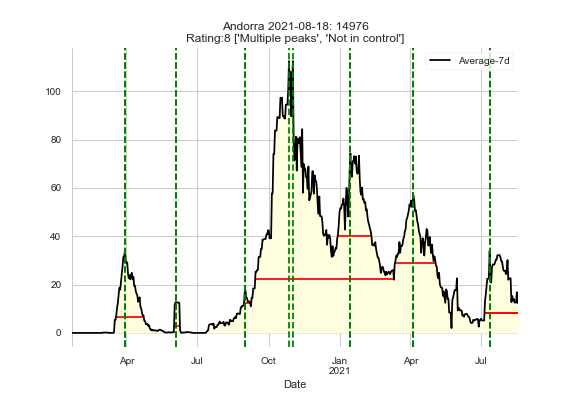 Andorra 2021-08-18: 14976
Rating:8 ['Multiple peaks', 'Not in control']
Average-7d
100
80
60
40
20
0
Apr
Jul
Oct
Jan
2021
Apr
Jul
Date